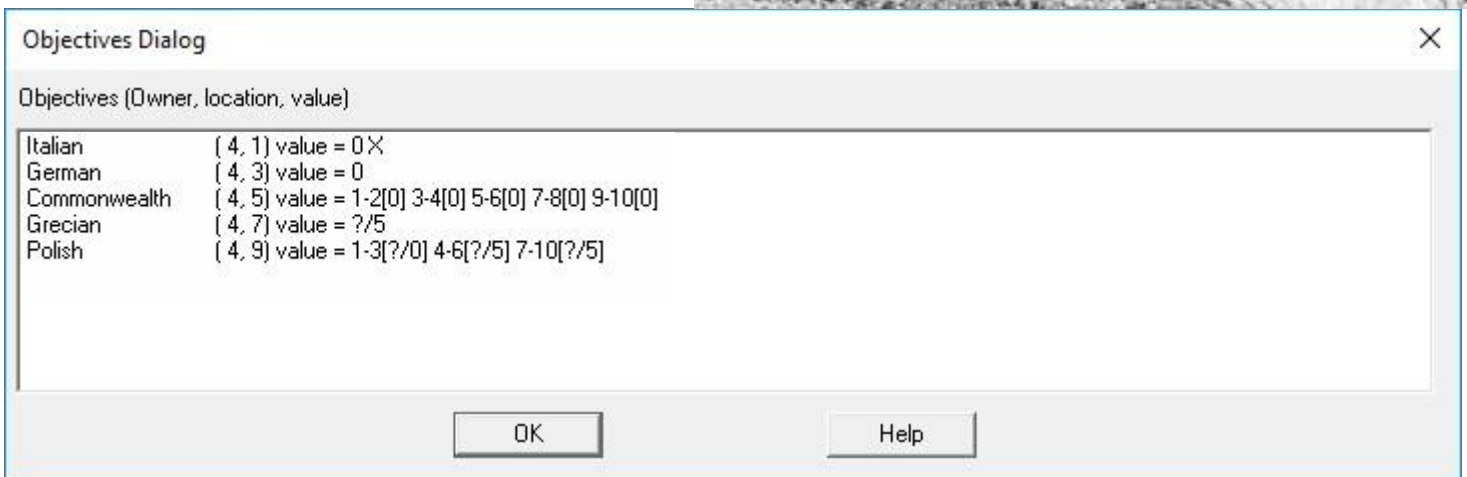 Objectives Dialog
Objectives (Owner, location, value)
Italian ( 4, 1) value = 0 X
German ( 4, 3) value = 0
Commonwealth ( 4, 5) value = 1-2[0] 3-4[0] 5-6[0] 7-8[0] 9-10[0]
Grecian ( 4, 7) value = ?/5
Polish ( 4, 9) value = 1-3[?/0] 4-6[?/5] 7-10[?/5]
OK
Help